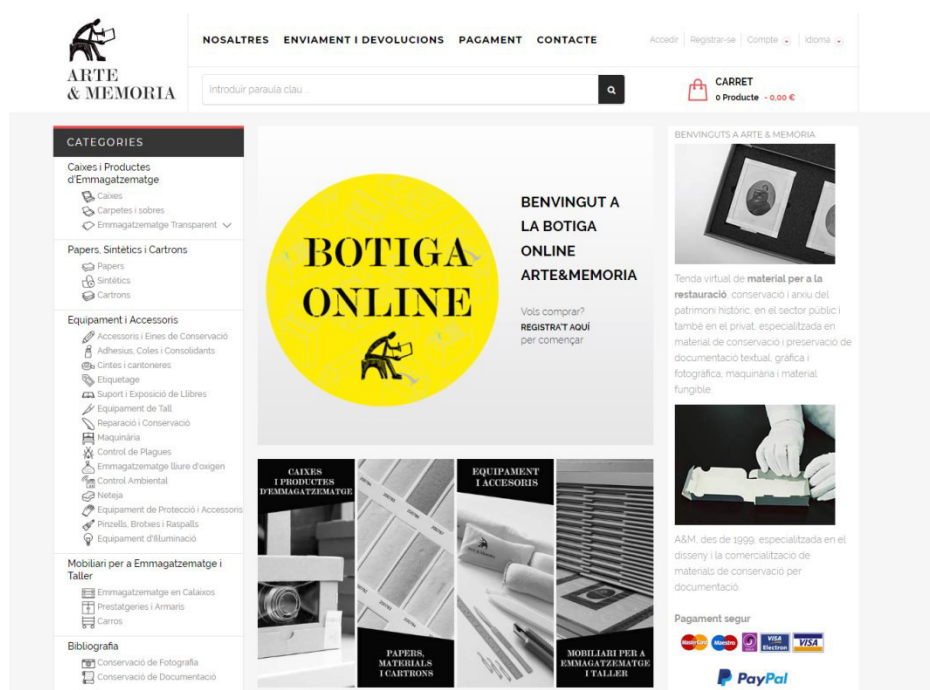 ARTE
& MEMORIA
NOSALTRES ENVIAMENT I DEVOLUCIONS PAGAMENT CONTACTE
Accedir Registrar-se Compte Idioma
Introduir paraula clau ...
CARRET
0 Producte - 0,00 €
CATEGORIES
Caixes i Productes
d'Emmagatzematge
Caixes
Carpetes i sobres
Emmagatzematge Transparent
Papers, Sintètics i Cartrons
Papers
Sintètics
Cartrons
Equipament i Accessoris
Accessoris i Eines de Conservació
Adhesius, Coles i Consolidants
Cintes i cantoneres
Etiquetage
Suport i Exposició de Llibres
Equipament de Tall
Reparació i Conservació
Maquinària
Control de Plagues
Emmagatzematge lliure d'oxigen
Control Ambiental
Neteja
Equipament de Protecció i Accessoris
Pinzells, Brotxes i Raspalls
Equipament d'Il·luminació
Mobiliari per a Emmagatzematge i
Taller
Emmagatzematge en Calaixos
Prestatgeries i Armaris
Carros
Bibliografia
Conservació de Fotografia
Conservació de Documentació
BOTIGA
ONLINE
BENVINGUT A
LA BOTIGA
ONLINE
ARTE&MEMORIA
Vols comprar?
REGISTRA'T AQUÍ
per començar
CAIXES
I PRODUCTES
D'EMMAGATZEMATGE
PAPERS,
MATERIALS
I CARTRONS
EQUIPAMENT
I ACCESORIS
MOBILIARI PER A
EMMAGATZEMATGE
I TALLER
BENVINGUTS A ARTE & MEMORIA
Tenda virtual de material per a la
restauració, conservació i arxiu del
patrimoni històric, en el sector públic i
també en el privat, especialitzada en
material de conservació i preservació de
documentació textual, gràfica i
fotogràfica, maquinària i material
fungible.
A&M, des de 1999, especialitzada en el
disseny i la comercialització de
materials de conservació per
documentació.
Pagament segur
MasterCard Maestro VISA Electron VISA
PayPal